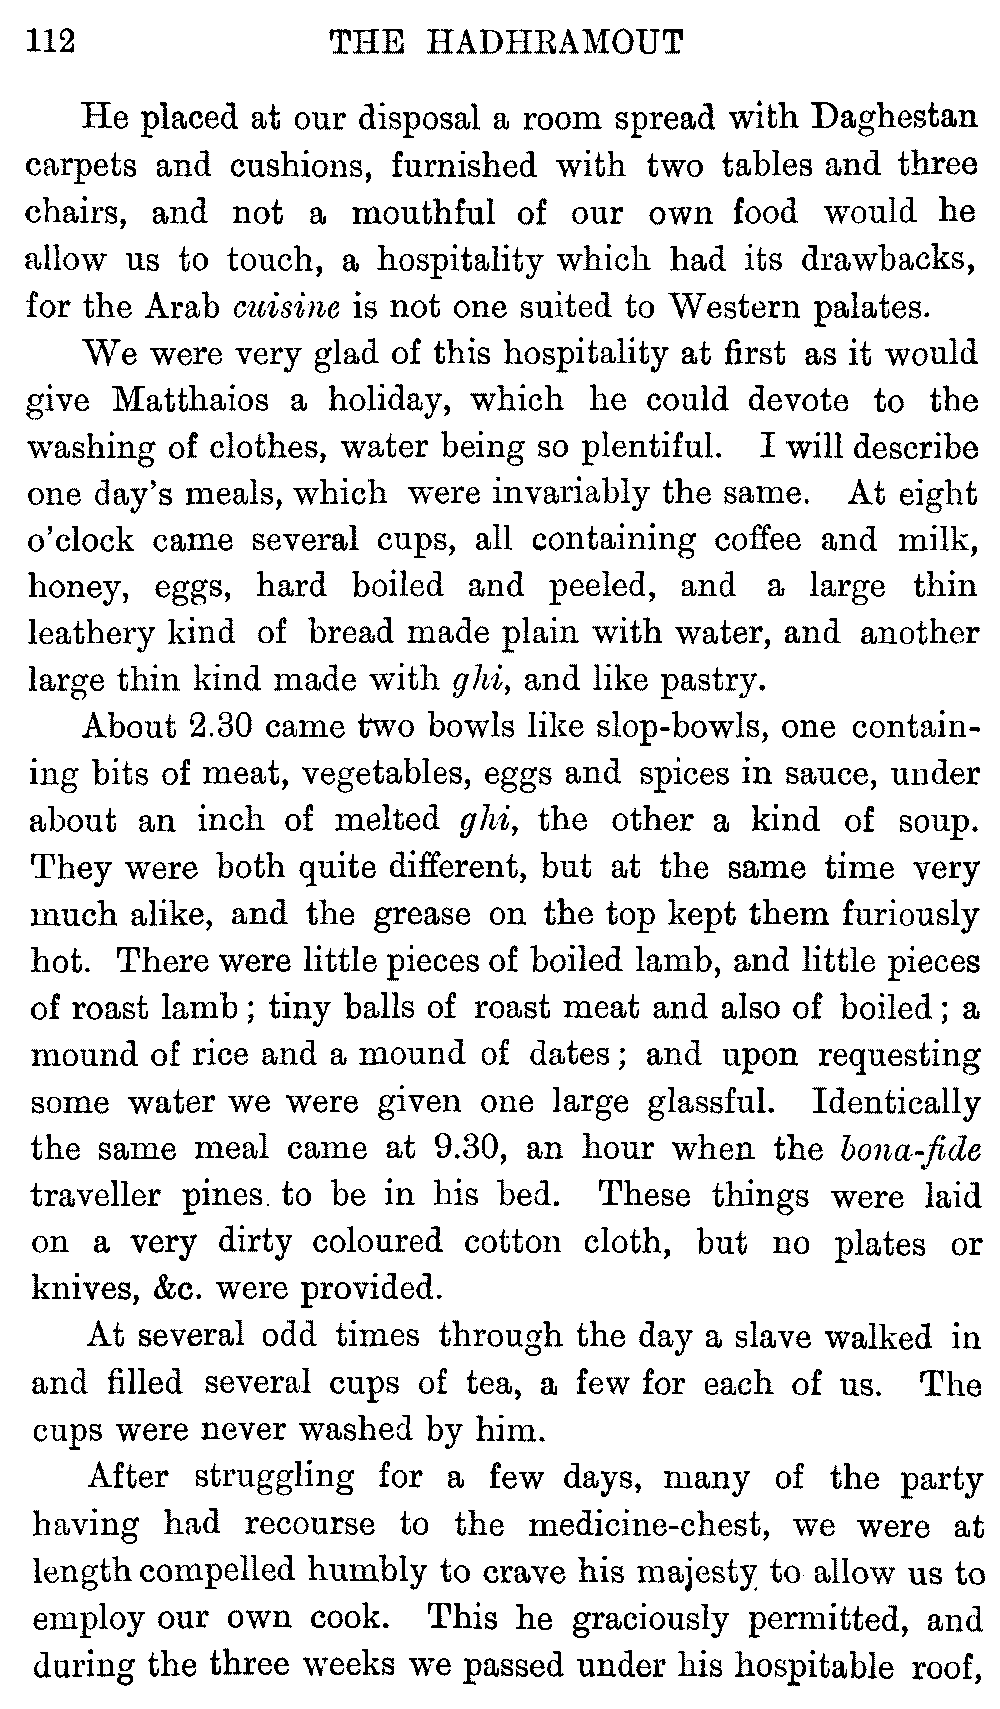 112 THE HADHRAMOUT
He placed at our disposal a room spread with Daghestan
carpets and cushions, furnished with two tables and three
chairs, and not a mouthful of our own food would he
allow us to touch, a hospitality which had its drawbacks,
for the Arab cuisine is not one suited to Western palates.
We were very glad of this hospitality at first as it would
give Matthaios a holiday, which he could devote to the
washing of clothes, water being so plentiful. I will describe
one day's meals, which were invariably the same. At eight
o'clock came several cups, all containing coffee and milk,
honey, eggs, hard boiled and peeled, and a large thin
leathery kind of bread made plain with water, and another
large thin kind made with ghi, and like pastry.
About 2.30 came two bowls like slop-bowls, one contain-
ing bits of meat, vegetables, eggs and spices in sauce, under
about an inch of melted ghi, the other a kind of soup.
They were both quite different, but at the same time very
much alike, and the grease on the top kept them furiously
hot. There were little pieces of boiled lamb, and little pieces
of roast lamb; tiny balls of roast meat and also of boiled; a
mound of rice and a mound of dates; and upon requesting
some water we were given one large glassful. Identically
the same meal came at 9.30, an hour when the bona-fide
traveller pines to be in his bed. These things were laid
on a very dirty coloured cotton cloth, but no plates or
knives, &c. were provided.
At several odd times through the day a slave walked in
and filled several cups of tea, a few for each of us. The
cups were never washed by him.
After struggling for a few days, many of the party
having had recourse to the medicine-chest, we were at
length compelled humbly to crave his majesty to allow us to
employ our own cook. This he graciously permitted, and
during the three weeks we passed under his hospitable roof,